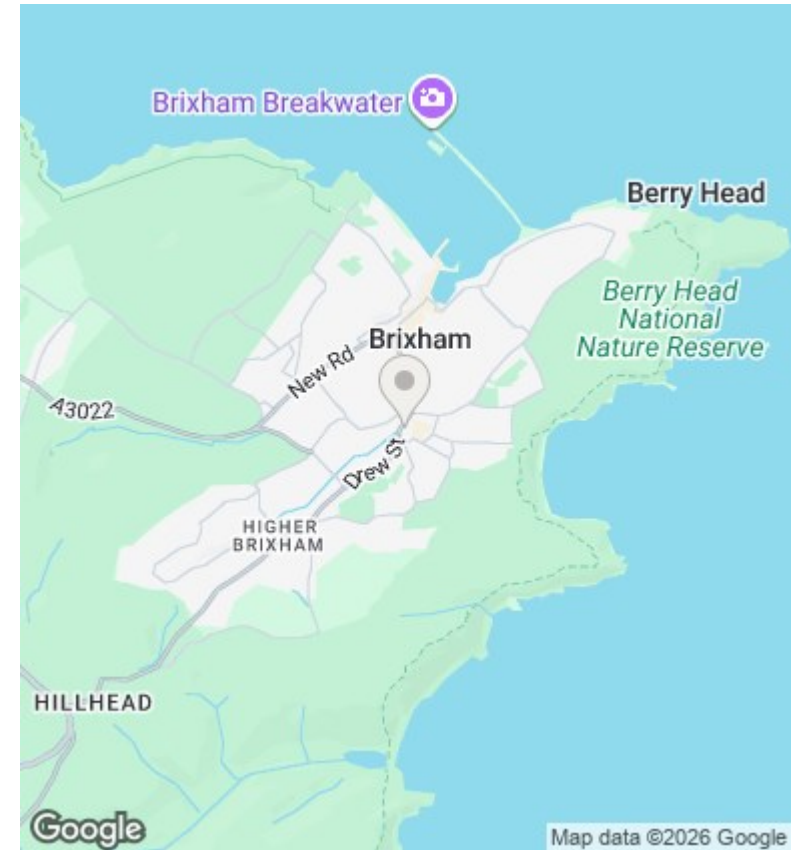 Brixham Breakwater
Berry Head
Berry Head
National
Nature Reserve
Brixham
New Rd
A3022
Drew St
HIGHER
BRIXHAM
HILLHEAD
Google
Map data ©2026 Google